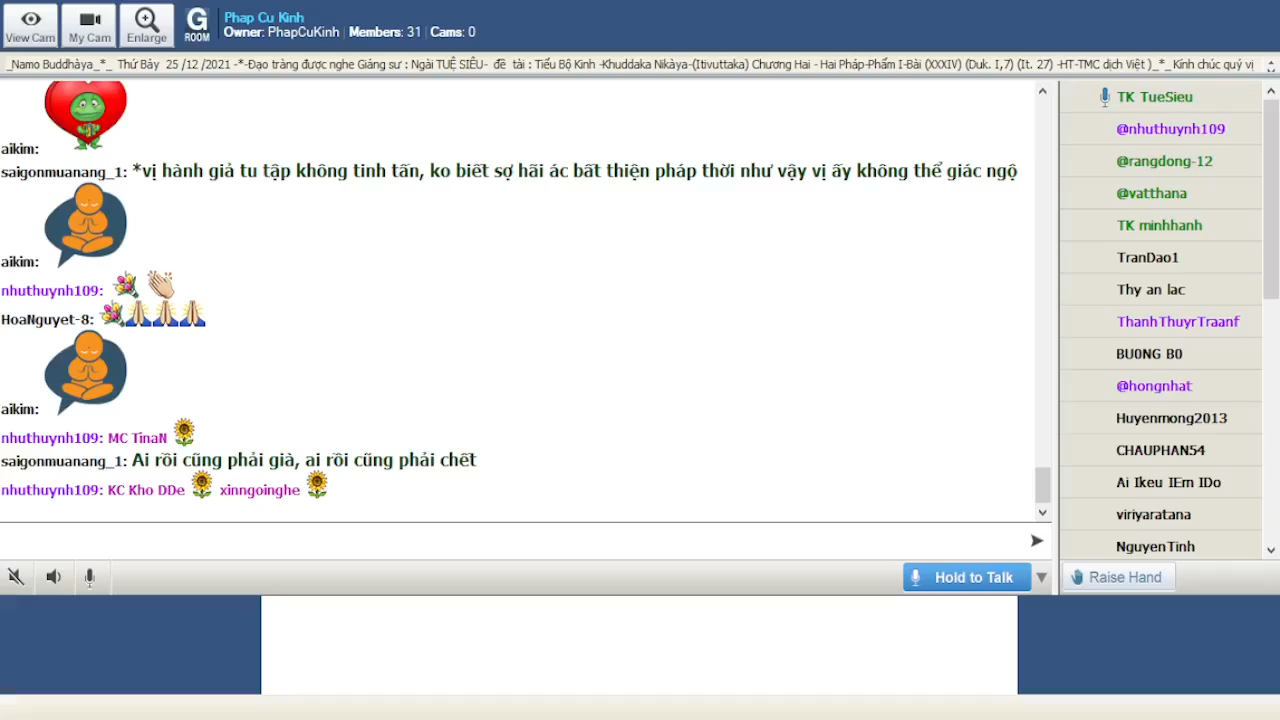 View Cam
My Cam
Enlarge
G
ROOM
Phap Cu Kinh
Owner: PhapCuKinh | Members: 31 | Cams: 0
_Namo Buddhàya_*_ Thứ Bảy 25 /12 /2021 -*-Đạo tràng được nghe Giảng sư : Ngài TUỆ SIÊU- đề tài : Tiểu Bộ Kinh -Khuddaka Nikàya-(Itivuttaka) Chương Hai - Hai Pháp-Phẩm I-Bài (XXXIV) (Duk. I,7) (It. 27) -HT-TMC dịch Việt )_*_Kính chúc quý vị
aikim:
saigonmuanang_1: *vị hành giả tu tập không tinh tấn, ko biết sợ hãi ác bất thiện pháp thời như vậy vị ấy không thể giác ngộ
aikim:
nhuthuynh109:
HoaNguyet-8:
aikim:
nhuthuynh109: MC TinaN
saigonmuanang_1: Ai rồi cũng phải già, ai rồi cũng phải chết
nhuthuynh109: KC Kho DDe xinngoinghe
Hold to Talk
TK TueSieu
@nhuthuynh109
@rangdong-12
@vatthana
TK minhhanh
TranDao1
Thy an lac
ThanhThuyrTraanf
BU0NG B0
@hongnhat
Huyenmong2013
CHAUPHAN54
Ai Ikeu IEm IDo
viriyaratana
NguyenTinh
Raise Hand